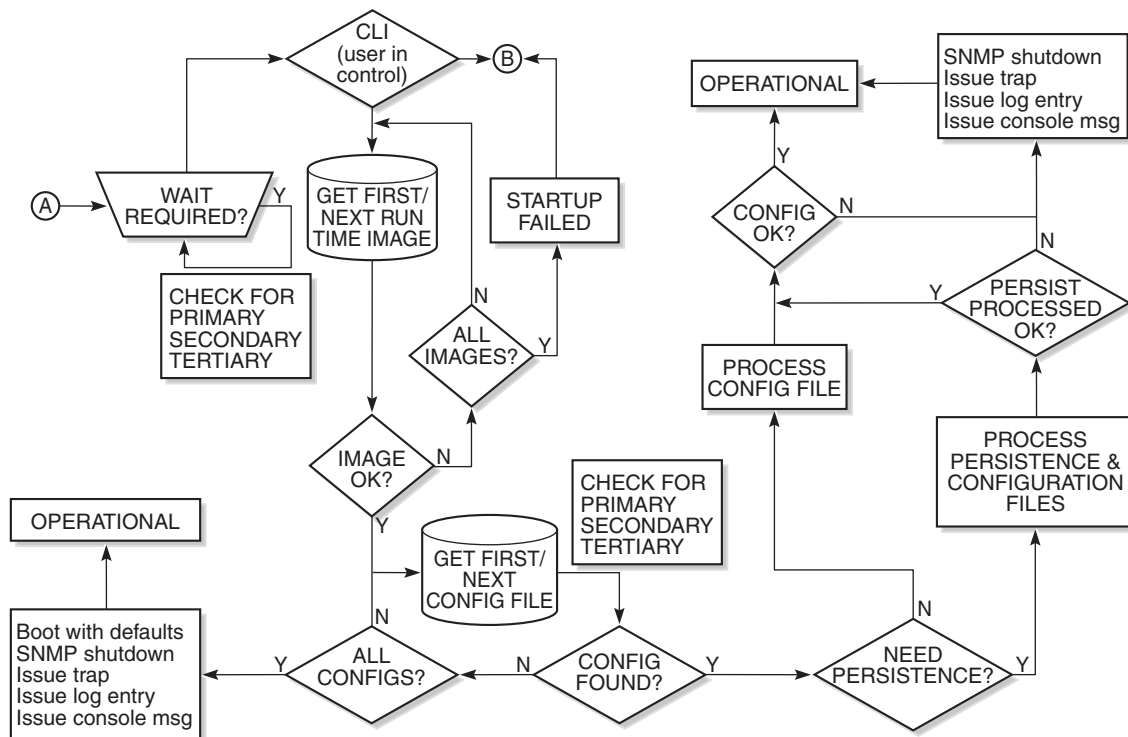 CLI
(user in
control)
B
A
WAIT
REQUIRED?
Y
CHECK FOR
PRIMARY
SECONDARY
TERTIARY
GET FIRST/
NEXT RUN
TIME IMAGE
STARTUP
FAILED
N
ALL
IMAGES?
Y
IMAGE
OK?
N
Y
OPERATIONAL
SNMP shutdown
Issue trap
Issue log entry
Issue console msg
Y
CONFIG
OK?
N
N
Y
PERSIST
PROCESSED
OK?
PROCESS
CONFIG FILE
PROCESS
PERSISTENCE &
CONFIGURATION
FILES
CHECK FOR
PRIMARY
SECONDARY
TERTIARY
GET FIRST/
NEXT
CONFIG FILE
OPERATIONAL
Boot with defaults
SNMP shutdown
Issue trap
Issue log entry
Issue console msg
Y
N
ALL
CONFIGS?
N
CONFIG
FOUND?
Y
N
NEED
PERSISTENCE?
Y